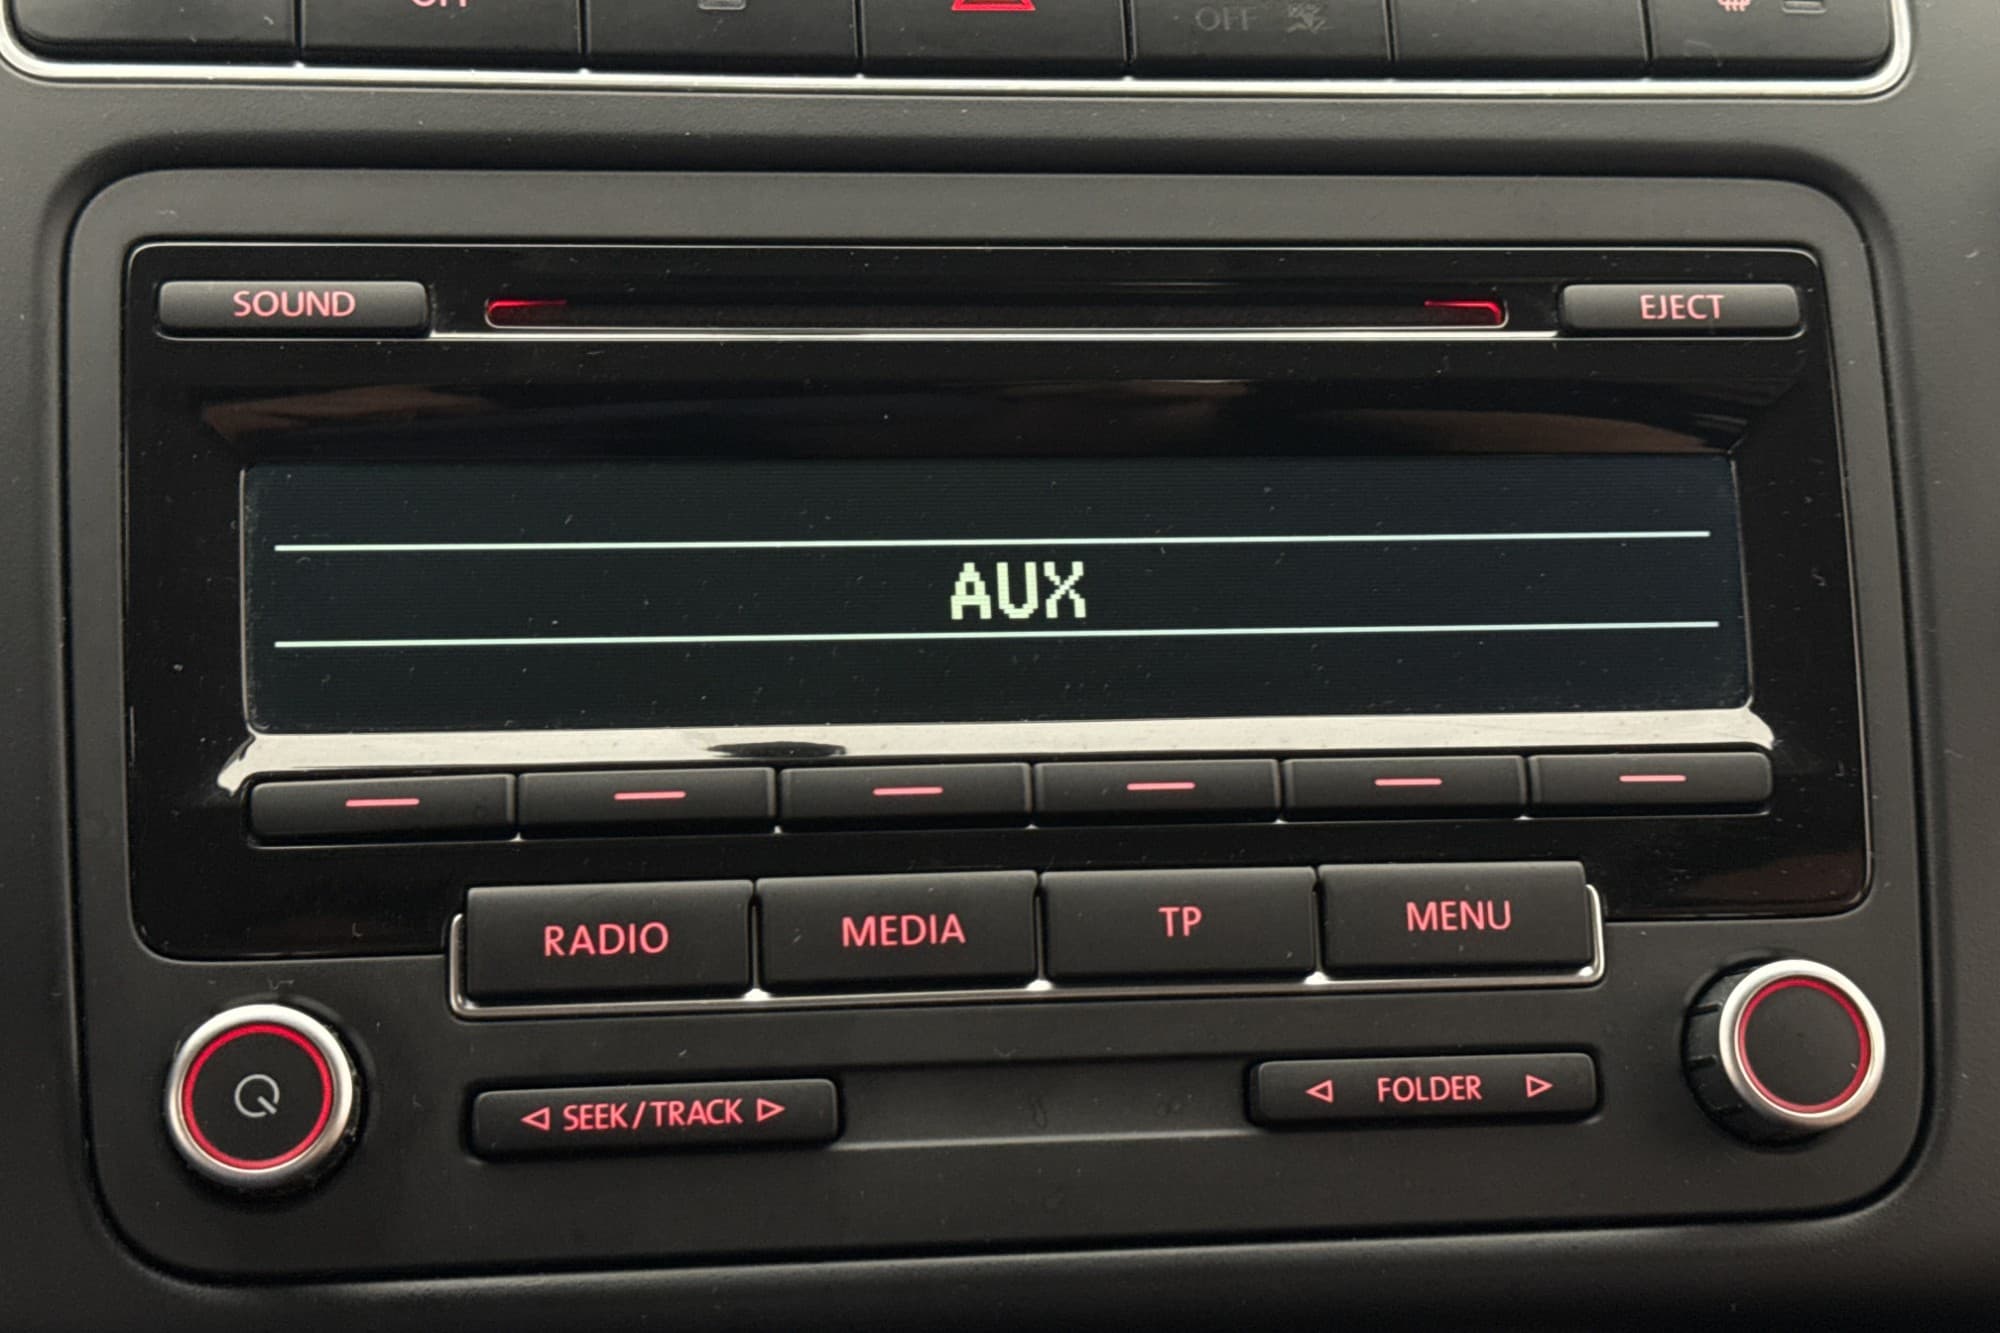 OFF
SOUND
EJECT
AUX
RADIO MEDIA TP MENU
SEEK/TRACK
FOLDER